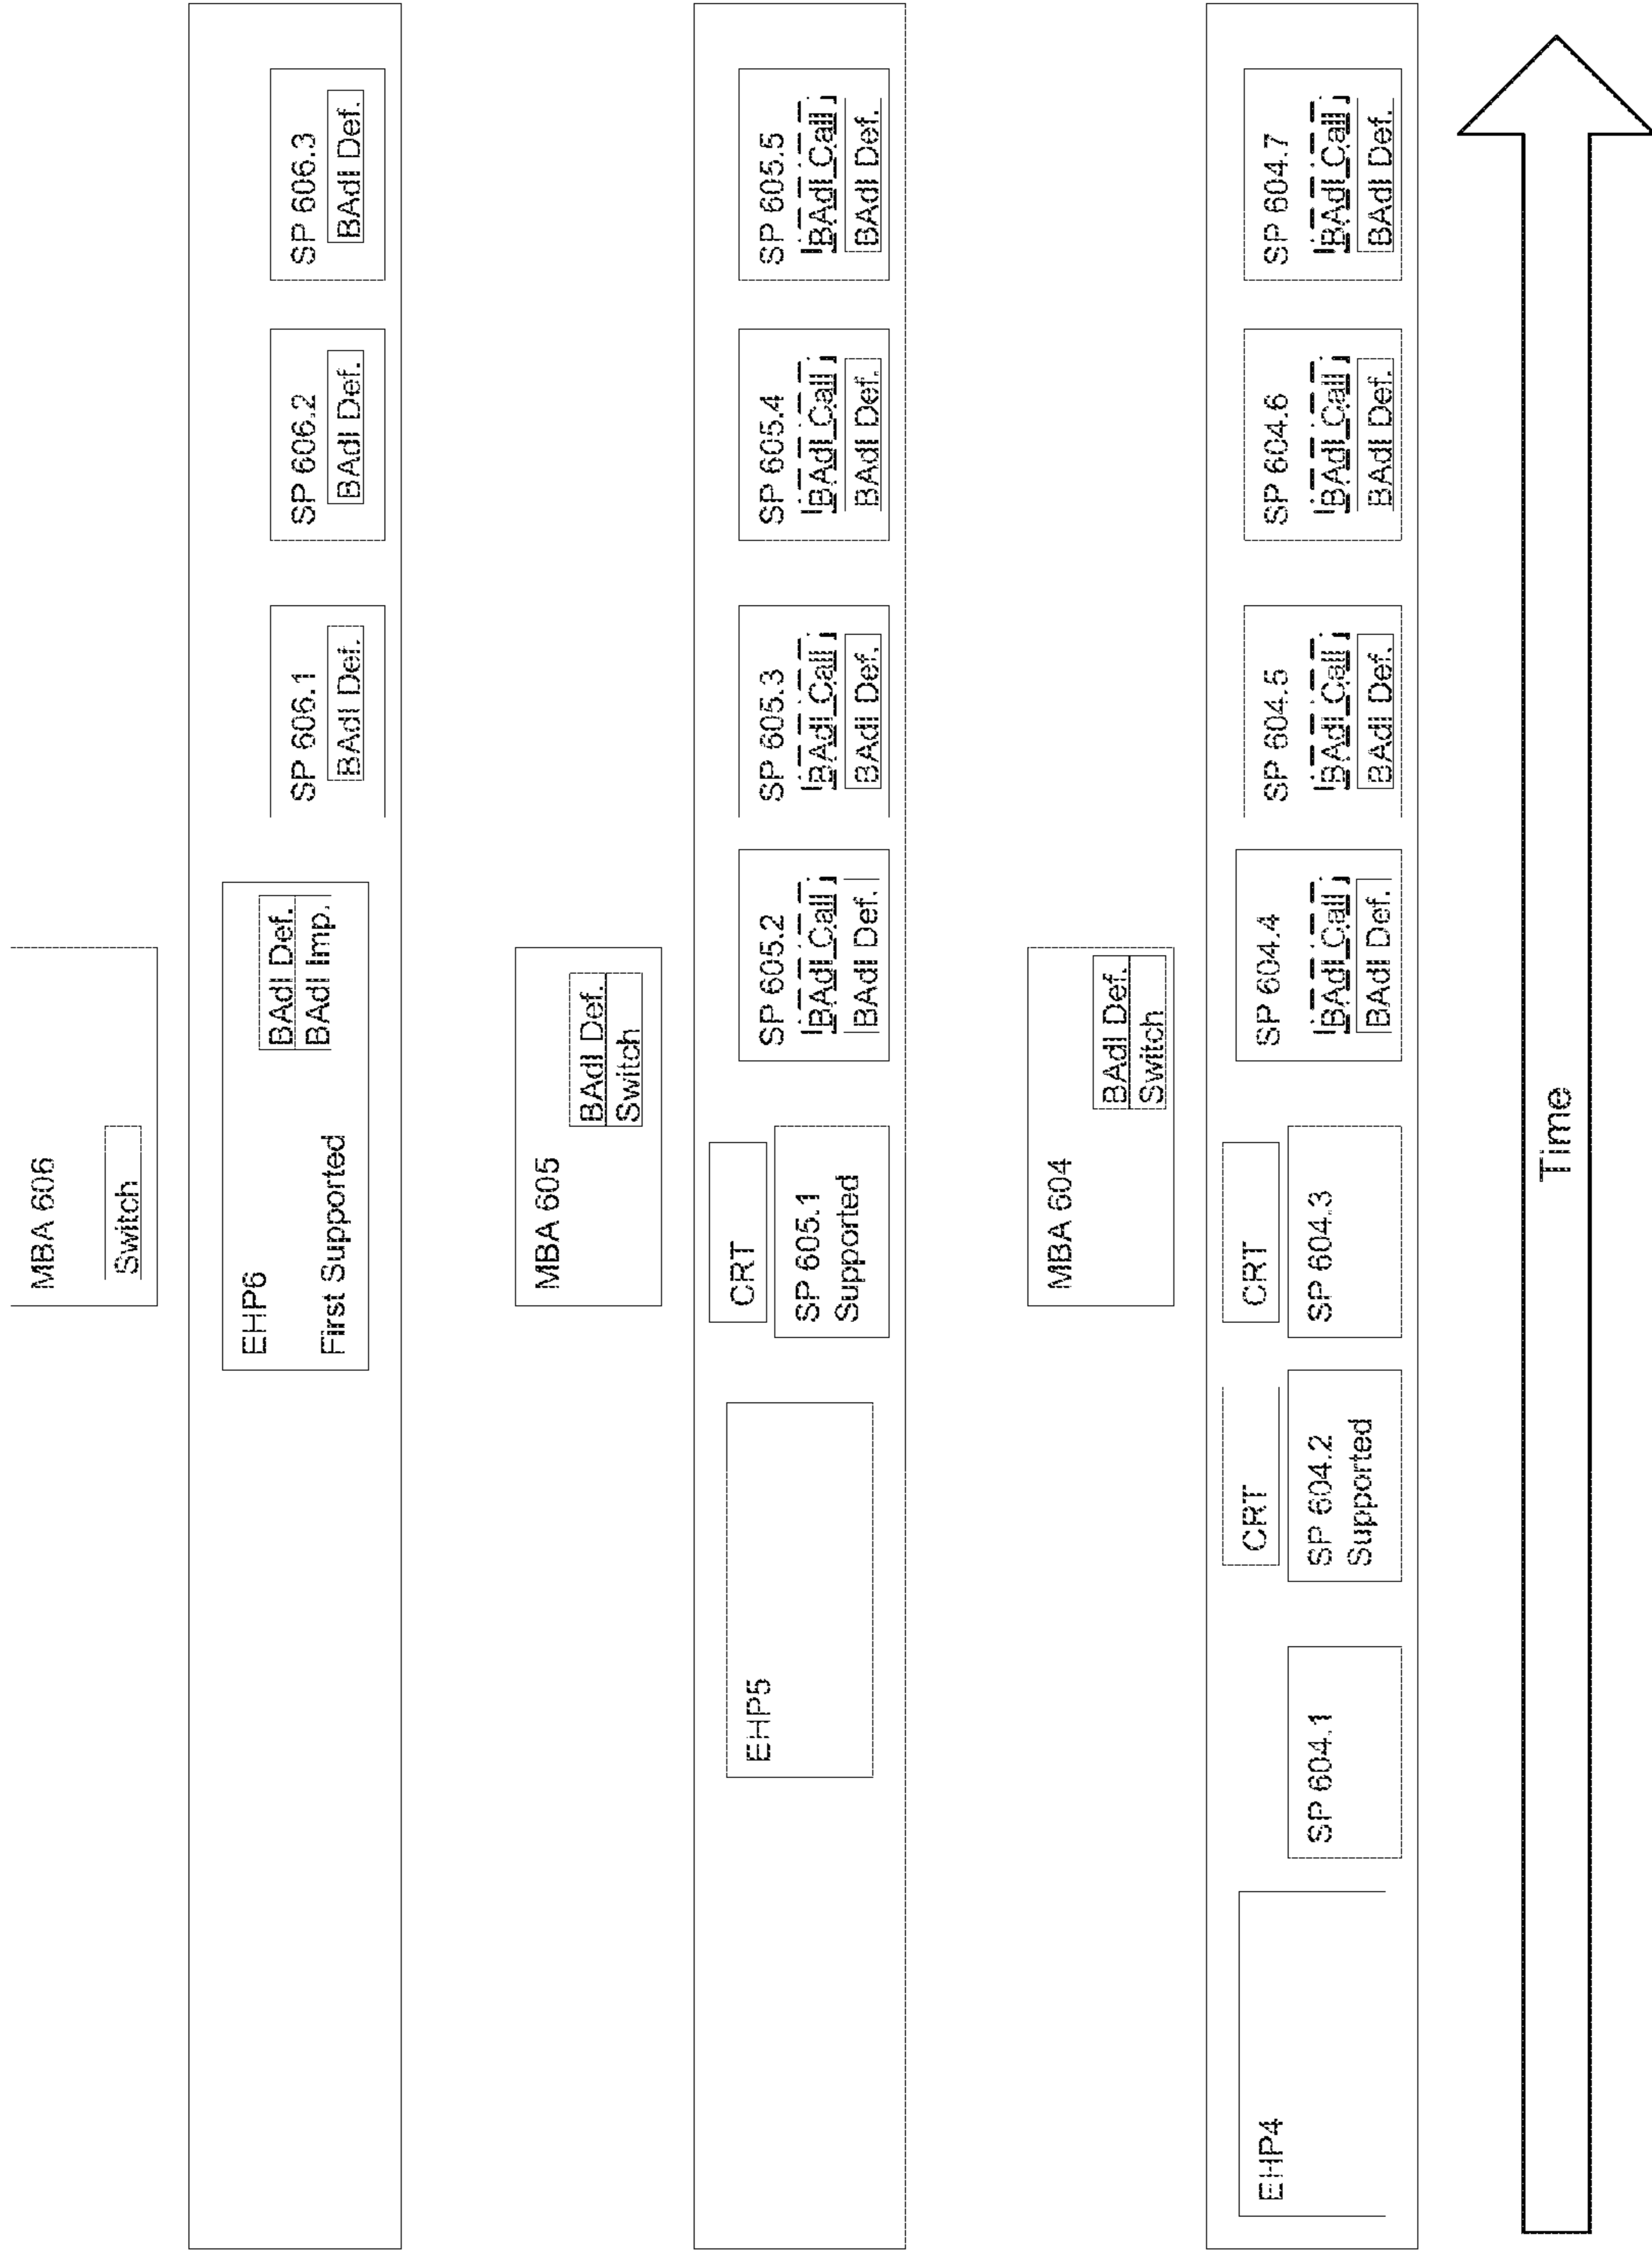 MBA 606
Switch
EHP6
First Supported
BAdI Def.
BAdI Imp.
SP 606.1
BAdI Def.
SP 606.2
BAdI Def.
SP 606.3
BAdI Def.
MBA 605
BAdI Def.
Switch
EHP5
CRT
SP 605.1
Supported
SP 605.2
BAdI Call
BAdI Def.
SP 605.3
BAdI Call
BAdI Def.
SP 605.4
BAdI Call
BAdI Def.
SP 605.5
BAdI Call
BAdI Def.
MBA 604
BAdI Def.
Switch
EHP4
SP 604.1
CRT
SP 604.2
Supported
CRT
SP 604.3
SP 604.4
BAdI Call
BAdI Def.
SP 604.5
BAdI Call
BAdI Def.
SP 604.6
BAdI Call
BAdI Def.
SP 604.7
BAdI Call
BAdI Def.
Time